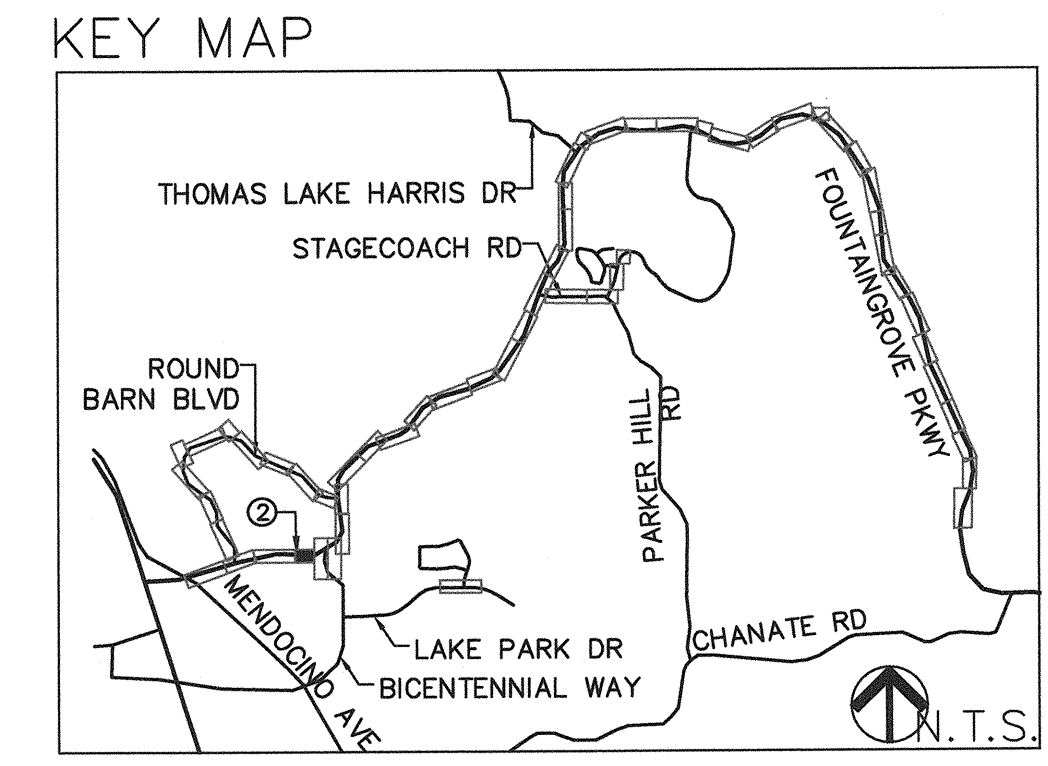 KEY MAP
THOMAS LAKE HARRIS DR
STAGECOACH RD
FOUNTAINGROVE PKWY
ROUND
BARN BLVD
PARKER HILL
RD
2
MENDOCINO AVE
CHANATE RD
LAKE PARK DR
BICENTENNIAL WAY
N.T.S.